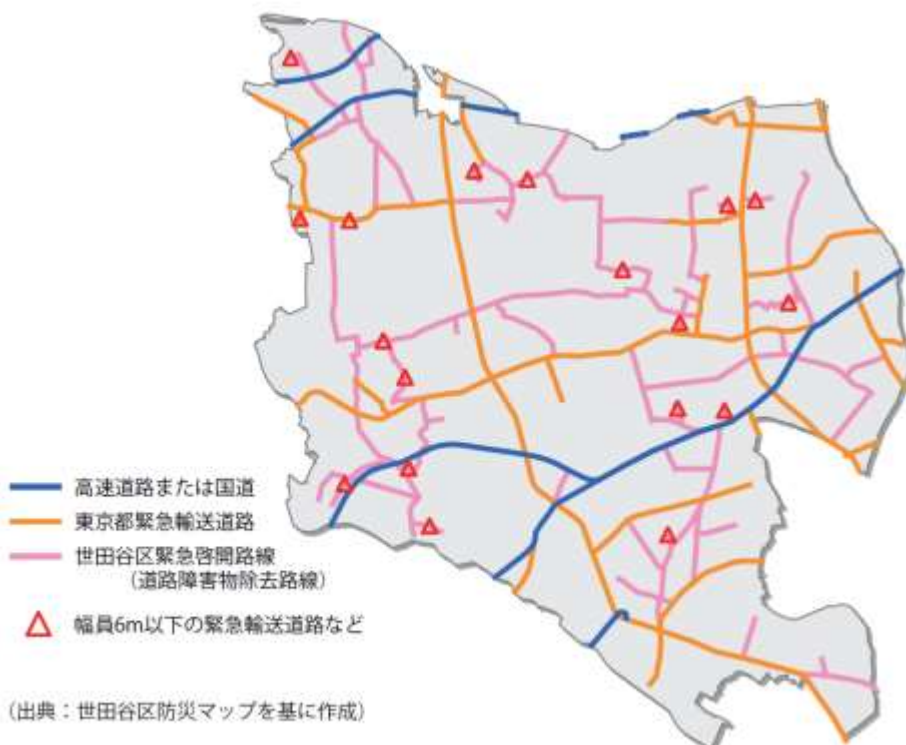 高速道路または国道
東京都緊急輸送道路
世田谷区緊急啓開路線
(道路障害物除去路線)
幅員6m以下の緊急輸送道路など
(出典:世田谷区防災マップを基に作成)